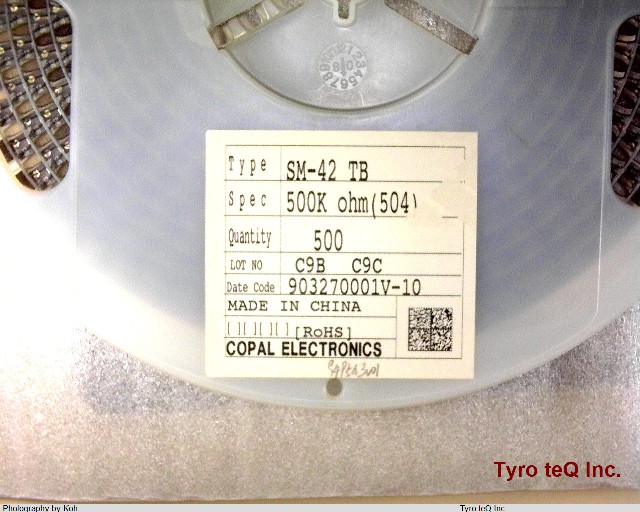 Type SM-42 TB
Spec 500K ohm(504)
Quantity 500
LOT NO C9B C9C
Date Code 903270001V-10
MADE IN CHINA
[ ][ ][ ][ ] [RoHS]
COPAL ELECTRONICS
Tyro teQ Inc.
Photography by Koh Tyro teQ Inc